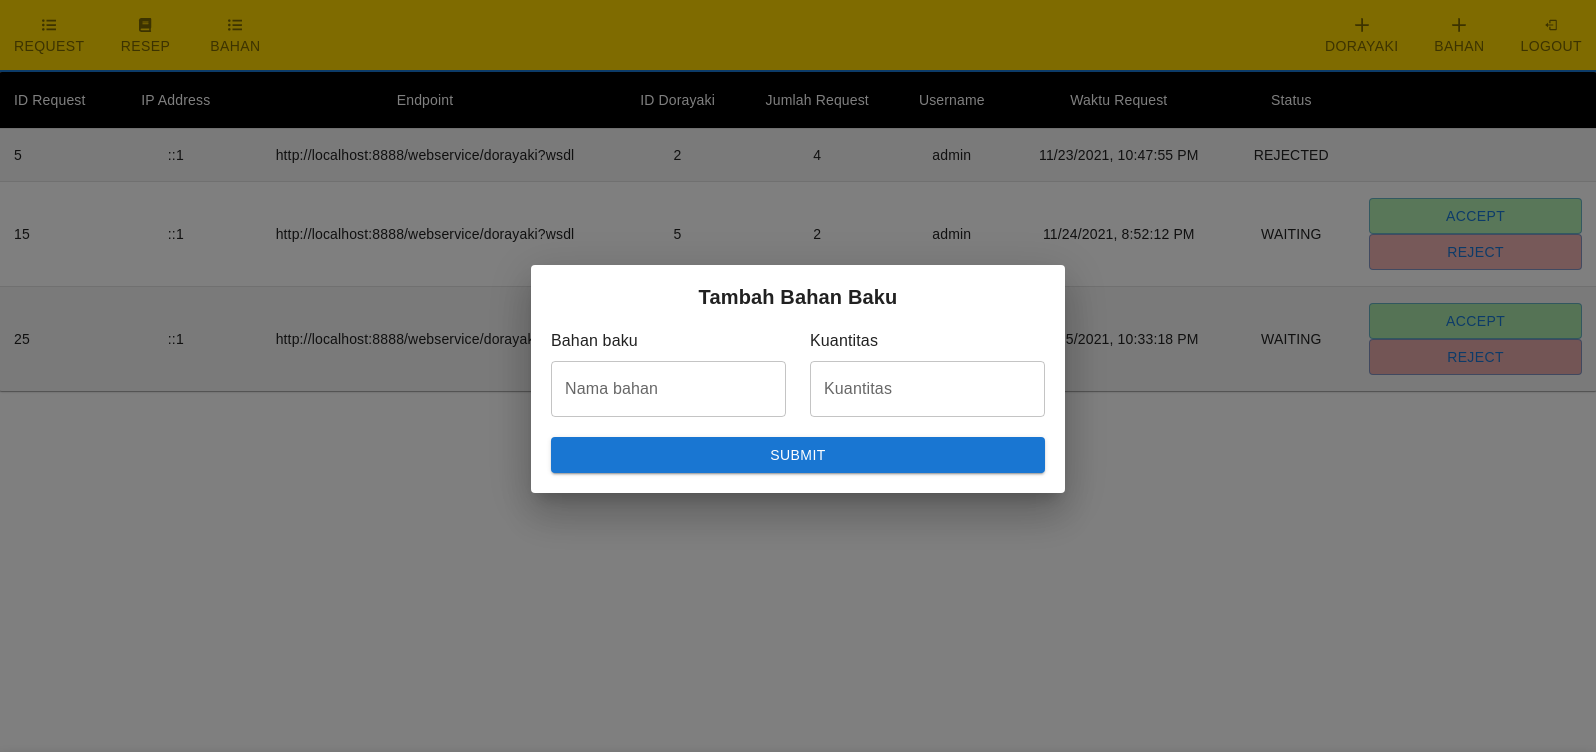 REQUEST RESEP BAHAN DORAYAKI BAHAN LOGOUT
ID Request IP Address Endpoint ID Dorayaki Jumlah Request Username Waktu Request Status
5 ::1 http://localhost:8888/webservice/dorayaki?wsdl 2 4 admin 11/23/2021, 10:47:55 PM REJECTED
ACCEPT
15 ::1 http://localhost:8888/webservice/dorayaki?wsdl 5 2 admin 11/24/2021, 8:52:12 PM WAITING
REJECT
Tambah Bahan Baku
ACCEPT
25 ::1 http://localhost:8888/webservice/dorayak 5/2021, 10:33:18 PM WAITING
REJECT
Bahan baku Kuantitas
Nama bahan Kuantitas
SUBMIT